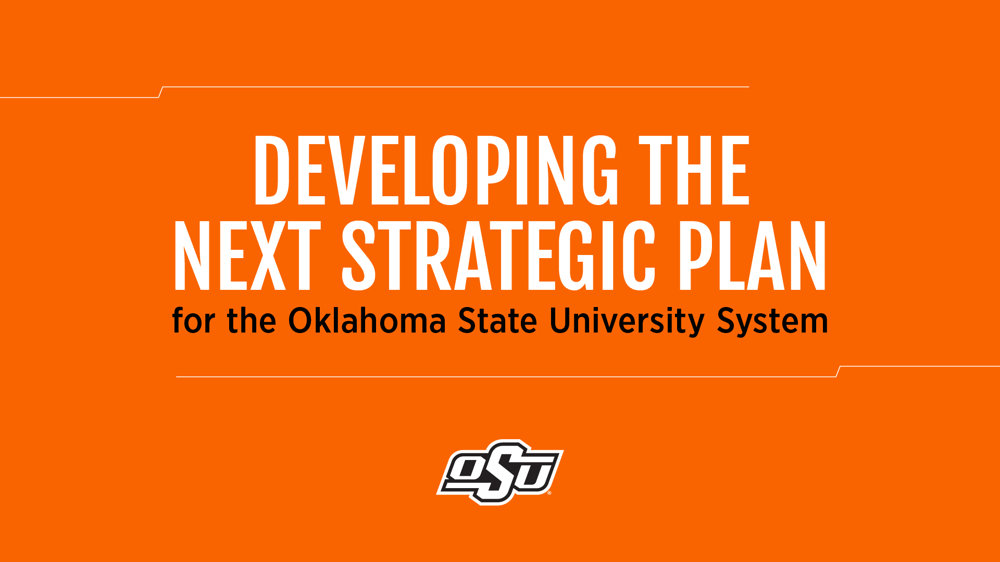 DEVELOPING THE
NEXT STRATEGIC PLAN
for the Oklahoma State University System
OSU®